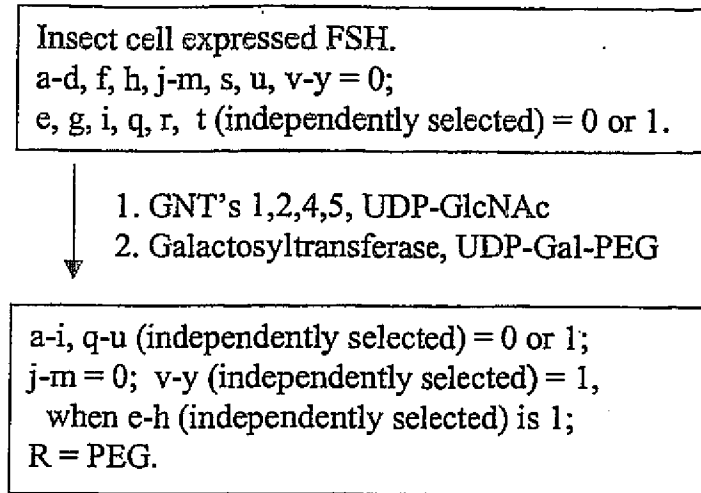 Insect cell expressed FSH.
a-d, f, h, j-m, s, u, v-y = 0;
e, g, i, q, r, t (independently selected) = 0 or 1.
1. GNT's 1,2,4,5, UDP-GlcNAc
2. Galactosyltransferase, UDP-Gal-PEG
a-i, q-u (independently selected) = 0 or 1;
j-m = 0; v-y (independently selected) = 1,
when e-h (independently selected) is 1;
R = PEG.